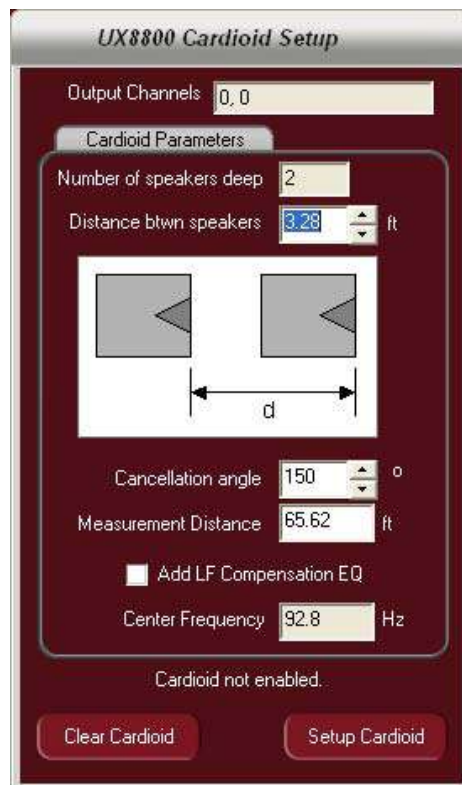 UX8800 Cardioid Setup
Output Channels 0, 0
Cardioid Parameters
Number of speakers deep 2
Distance btwn speakers 3.28 ft
d
Cancellation angle 150 °
Measurement Distance 65.62 ft
Add LF Compensation EQ
Center Frequency 92.8 Hz
Cardioid not enabled.
Clear Cardioid Setup Cardioid